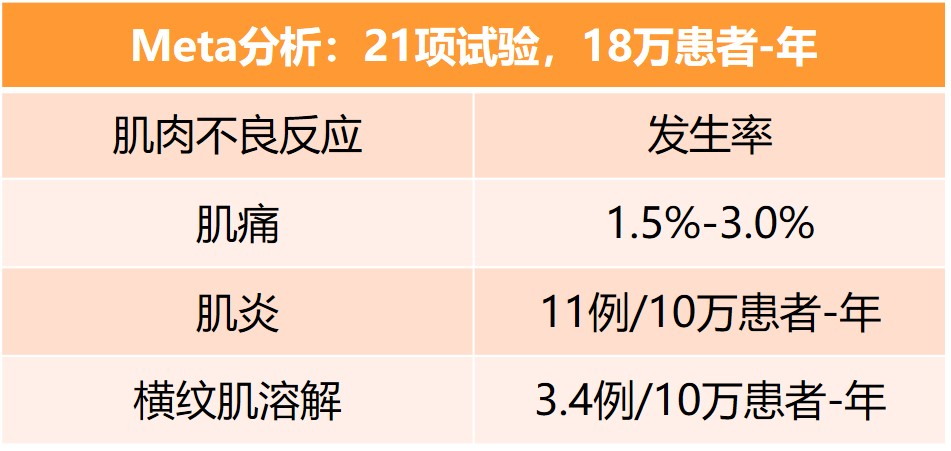 Meta分析：21项试验，18万患者-年
肌肉不良反应 发生率
肌痛 1.5%-3.0%
肌炎 11例/10万患者-年
横纹肌溶解 3.4例/10万患者-年